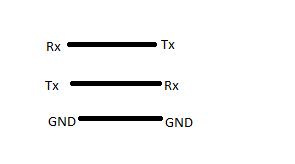 Rx Tx
Tx Rx
GND GND